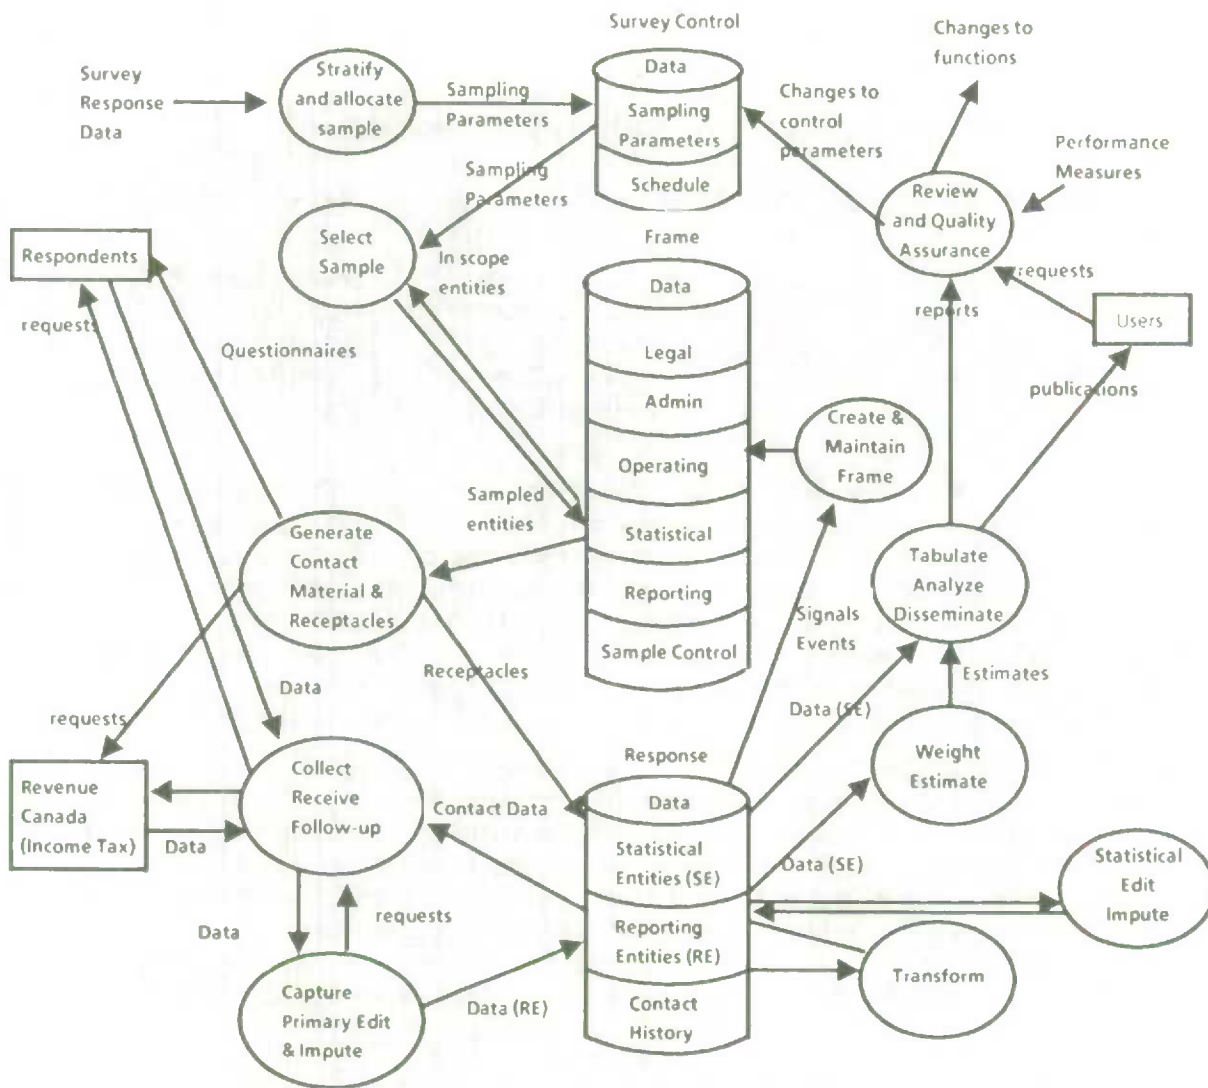 Survey Control
Changes to
functions
Survey
Response
Data
Stratify
and allocate
sample
Sampling
Parameters
Data
Sampling
Parameters
Schedule
Changes to
control
parameters
Performance
Measures
Sampling
Parameters
Review
and Quality
Assurance
Respondents
Select
Sample
In scope
entities
Frame
Data
Legal
Admin
Operating
Statistical
Reporting
Sample Control
requests
reports
Users
requests
Questionnaires
publications
Create &
Maintain
Frame
Sampled
entities
Generate
Contact
Material &
Receptacles
Tabulate
Analyze
Disseminate
Signals
Events
Receptacles
Data
Estimates
requests
Data (SE)
Weight
Estimate
Revenue
Canada
(Income Tax)
Data
Collect
Receive
Follow-up
Contact Data
Response
Data
Statistical
Entities (SE)
Reporting
Entities (RE)
Contact
History
Data (SE)
Statistical
Edit
Impute
Data
requests
Transform
Capture
Primary Edit
& Impute
Data (RE)